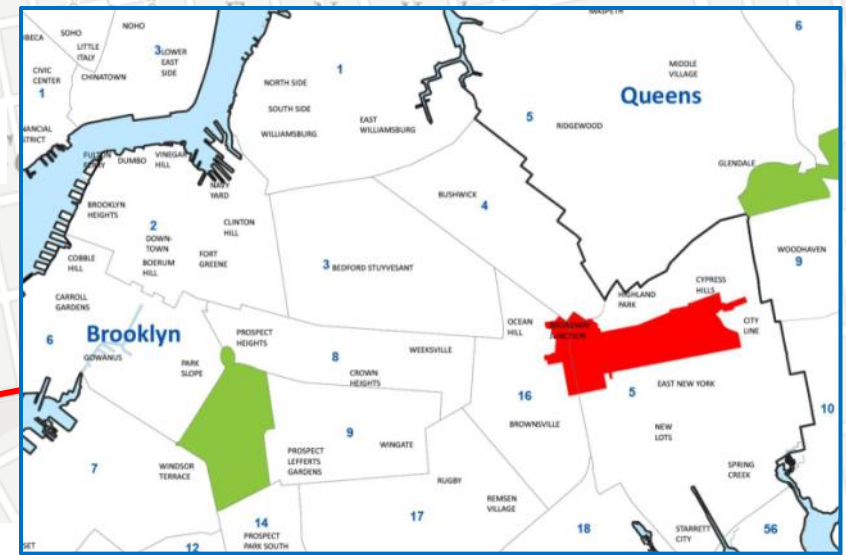 MASPETH
6
NOHO
SOHO
IBECA
LITTLE
ITALY
3
LOWER
EAST
SIDE
CIVIC
CENTER
1
CHINATOWN
NANCIAL
STRICT
1
NORTH SIDE
SOUTH SIDE
WILLIAMSBURG
EAST
WILLIAMSBURG
MIDDLE
VILLAGE
Queens
5
RIDGEWOOD
GLENDALE
FULTON
FERRY
DUMBO
VINEGAR
HILL
NAVY
YARD
BROOKLYN
HEIGHTS
2
DOWN-
TOWN
BOERUM
HILL
CLINTON
HILL
FORT
GREENE
COBBLE
HILL
BUSHWICK
4
3 BEDFORD STUYVESANT
WOODHAVEN
9
CYPRESS
HILLS
HIGHLAND
PARK
CARROLL
GARDENS
6
Brooklyn
GOWANUS
PARK
SLOPE
PROSPECT
HEIGHTS
8
WEEKSVILLE
CROWN
HEIGHTS
OCEAN
HILL
BROADWAY
JUNCTION
CITY
LINE
5
EAST NEW YORK
16
BROWNSVILLE
NEW
LOTS
10
9
WINGATE
PROSPECT
LEFFERTS
GARDENS
7
WINDSOR
TERRACE
RUGBY
REMSEN
VILLAGE
SPRING
CREEK
14
PROSPECT
PARK SOUTH
17
18
STARRETT
CITY
56
SET
12